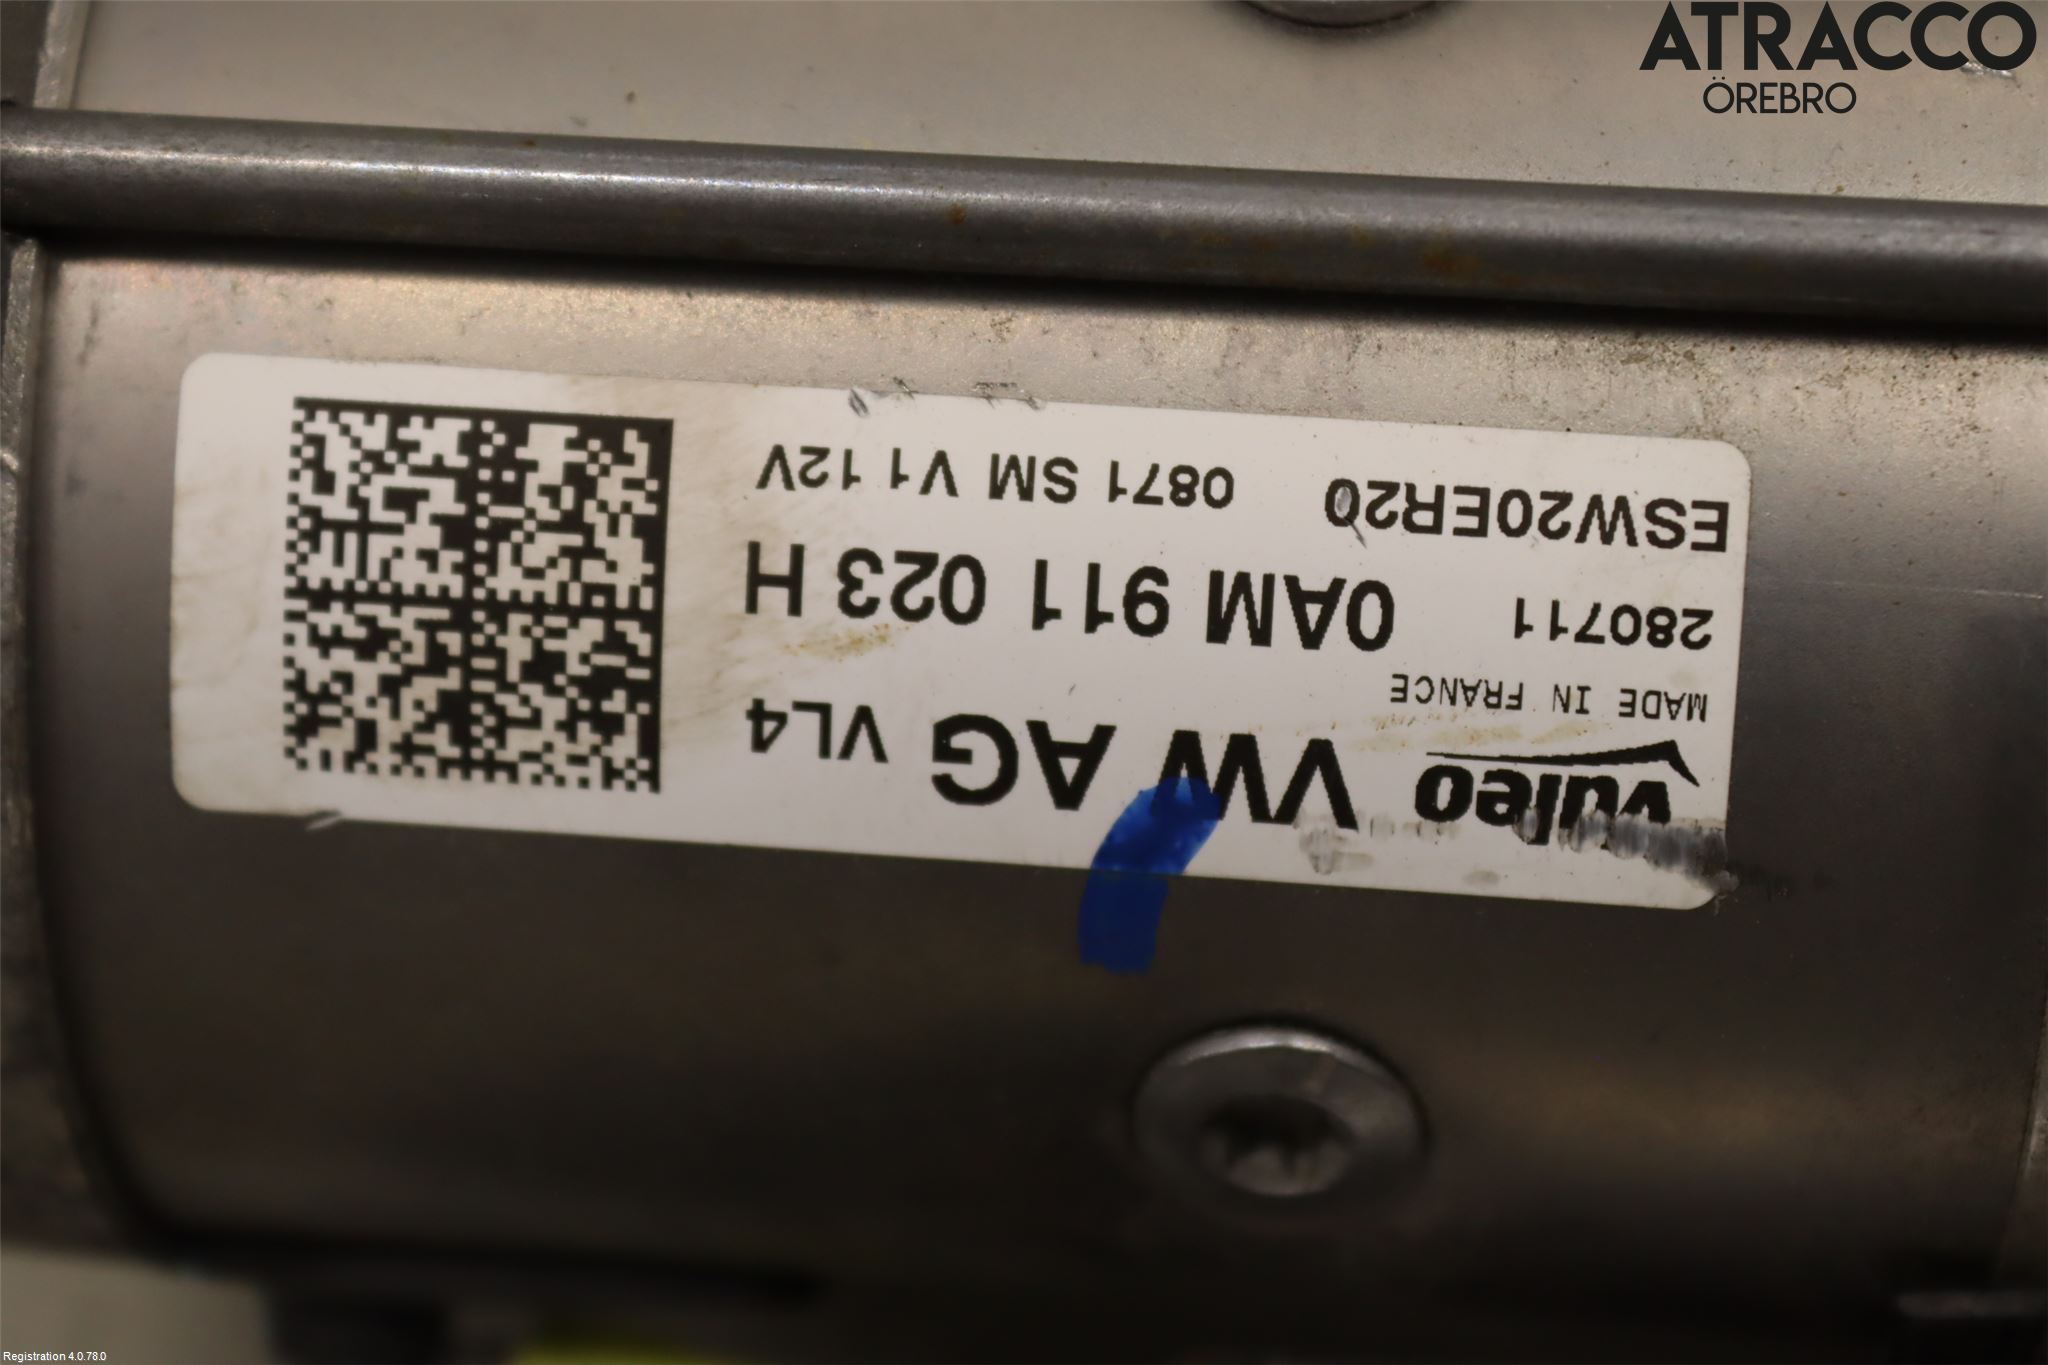 ATRACCO
ÖREBRO
Valeo VW AG VL4
MADE IN FRANCE
280711 0AM 911 023 H
ESW20ER20 0871 SM V1 12V
Registration 4.0.78.0